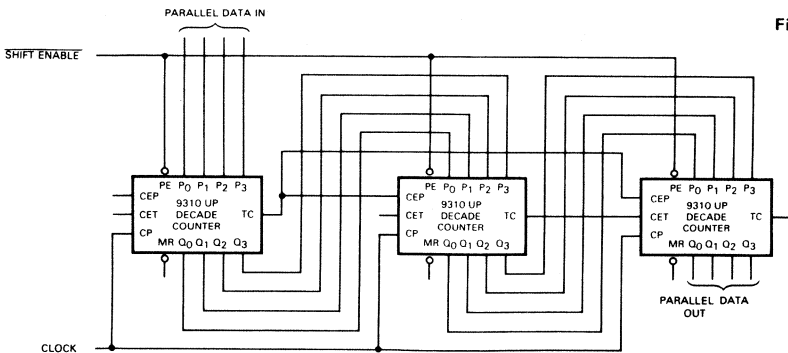 PARALLEL DATA IN
Fi
SHIFT ENABLE
PE P0 P1 P2 P3
CEP
9310 UP
CET DECADE TC
CP COUNTER
MR Q0 Q1 Q2 Q3
PE P0 P1 P2 P3
CEP
9310 UP
CET DECADE TC
CP COUNTER
MR Q0 Q1 Q2 Q3
PE P0 P1 P2 P3
CEP
9310 UP
CET DECADE TC
CP COUNTER
MR Q0 Q1 Q2 Q3
PARALLEL DATA
OUT
CLOCK